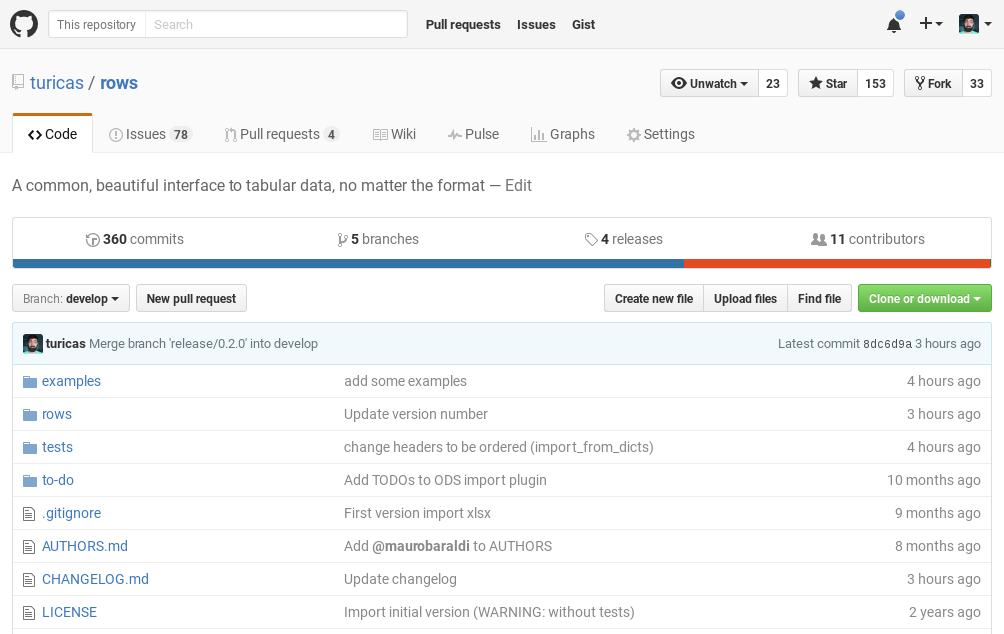 This repository Search Pull requests Issues Gist
turicas / rows Unwatch 23 Star 153 Fork 33
Code Issues 78 Pull requests 4 Wiki Pulse Graphs Settings
A common, beautiful interface to tabular data, no matter the format — Edit
360 commits 5 branches 4 releases 11 contributors
Branch: develop New pull request Create new file Upload files Find file Clone or download
turicas Merge branch 'release/0.2.0' into develop Latest commit 8dc6d9a 3 hours ago
examples add some examples 4 hours ago
rows Update version number 3 hours ago
tests change headers to be ordered (import_from_dicts) 4 hours ago
to-do Add TODOs to ODS import plugin 10 months ago
.gitignore First version import xlsx 9 months ago
AUTHORS.md Add @maurobaraldi to AUTHORS 8 months ago
CHANGELOG.md Update changelog 3 hours ago
LICENSE Import initial version (WARNING: without tests) 2 years ago